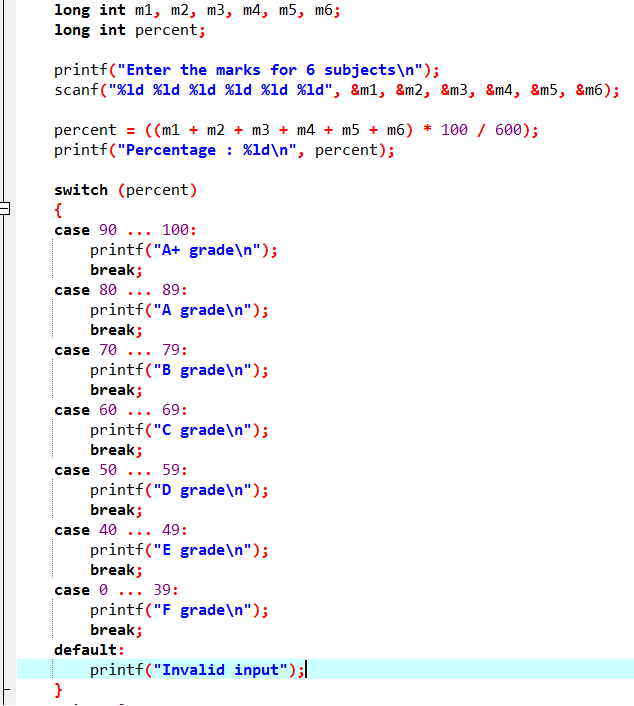 long int m1, m2, m3, m4, m5, m6;
long int percent;
printf("Enter the marks for 6 subjects\n");
scanf("%ld %ld %ld %ld %ld %ld", &m1, &m2, &m3, &m4, &m5, &m6);
percent = ((m1 + m2 + m3 + m4 + m5 + m6) * 100 / 600);
printf("Percentage : %ld\n", percent);
switch (percent)
{
case 90 ... 100:
printf("A+ grade\n");
break;
case 80 ... 89:
printf("A grade\n");
break;
case 70 ... 79:
printf("B grade\n");
break;
case 60 ... 69:
printf("C grade\n");
break;
case 50 ... 59:
printf("D grade\n");
break;
case 40 ... 49:
printf("E grade\n");
break;
case 0 ... 39:
printf("F grade\n");
break;
default:
printf("Invalid input");
}